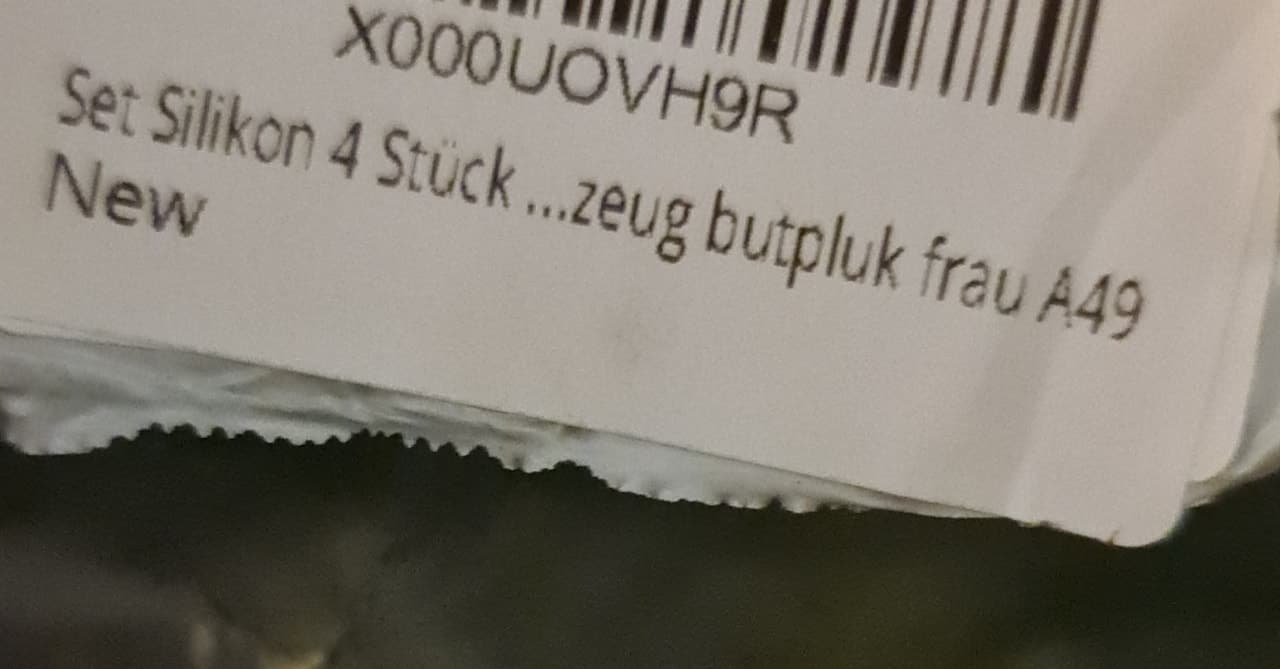 X000UOVH9R
Set Silikon 4 Stück ...zeug butpluk frau A49
New